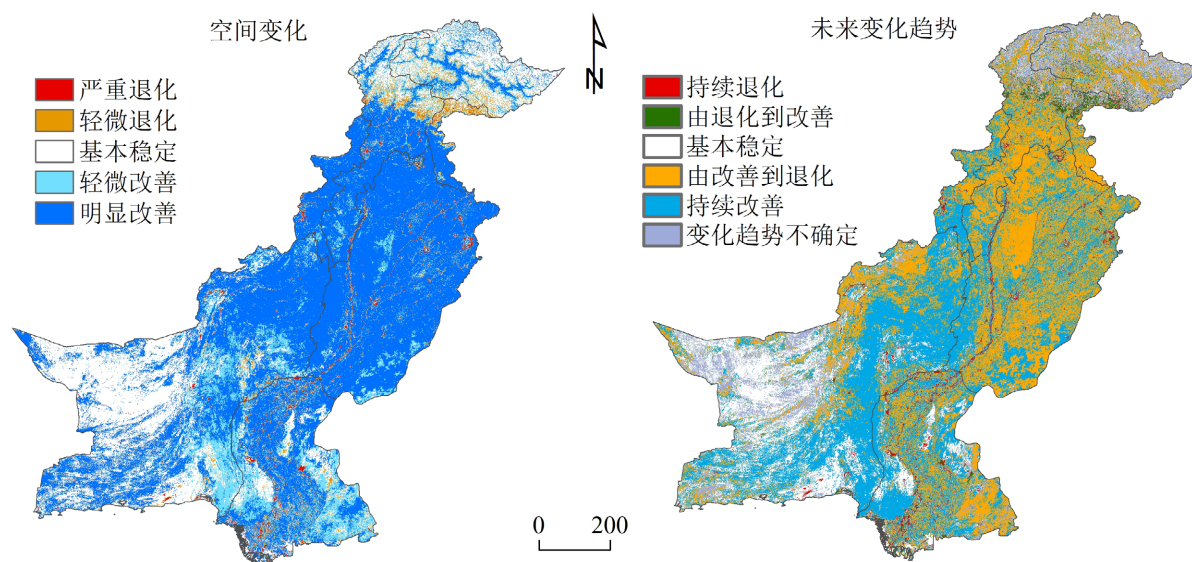 空间变化
严重退化
轻微退化
基本稳定
轻微改善
明显改善
N
0 200
未来变化趋势
持续退化
由退化到改善
基本稳定
由改善到退化
持续改善
变化趋势不确定